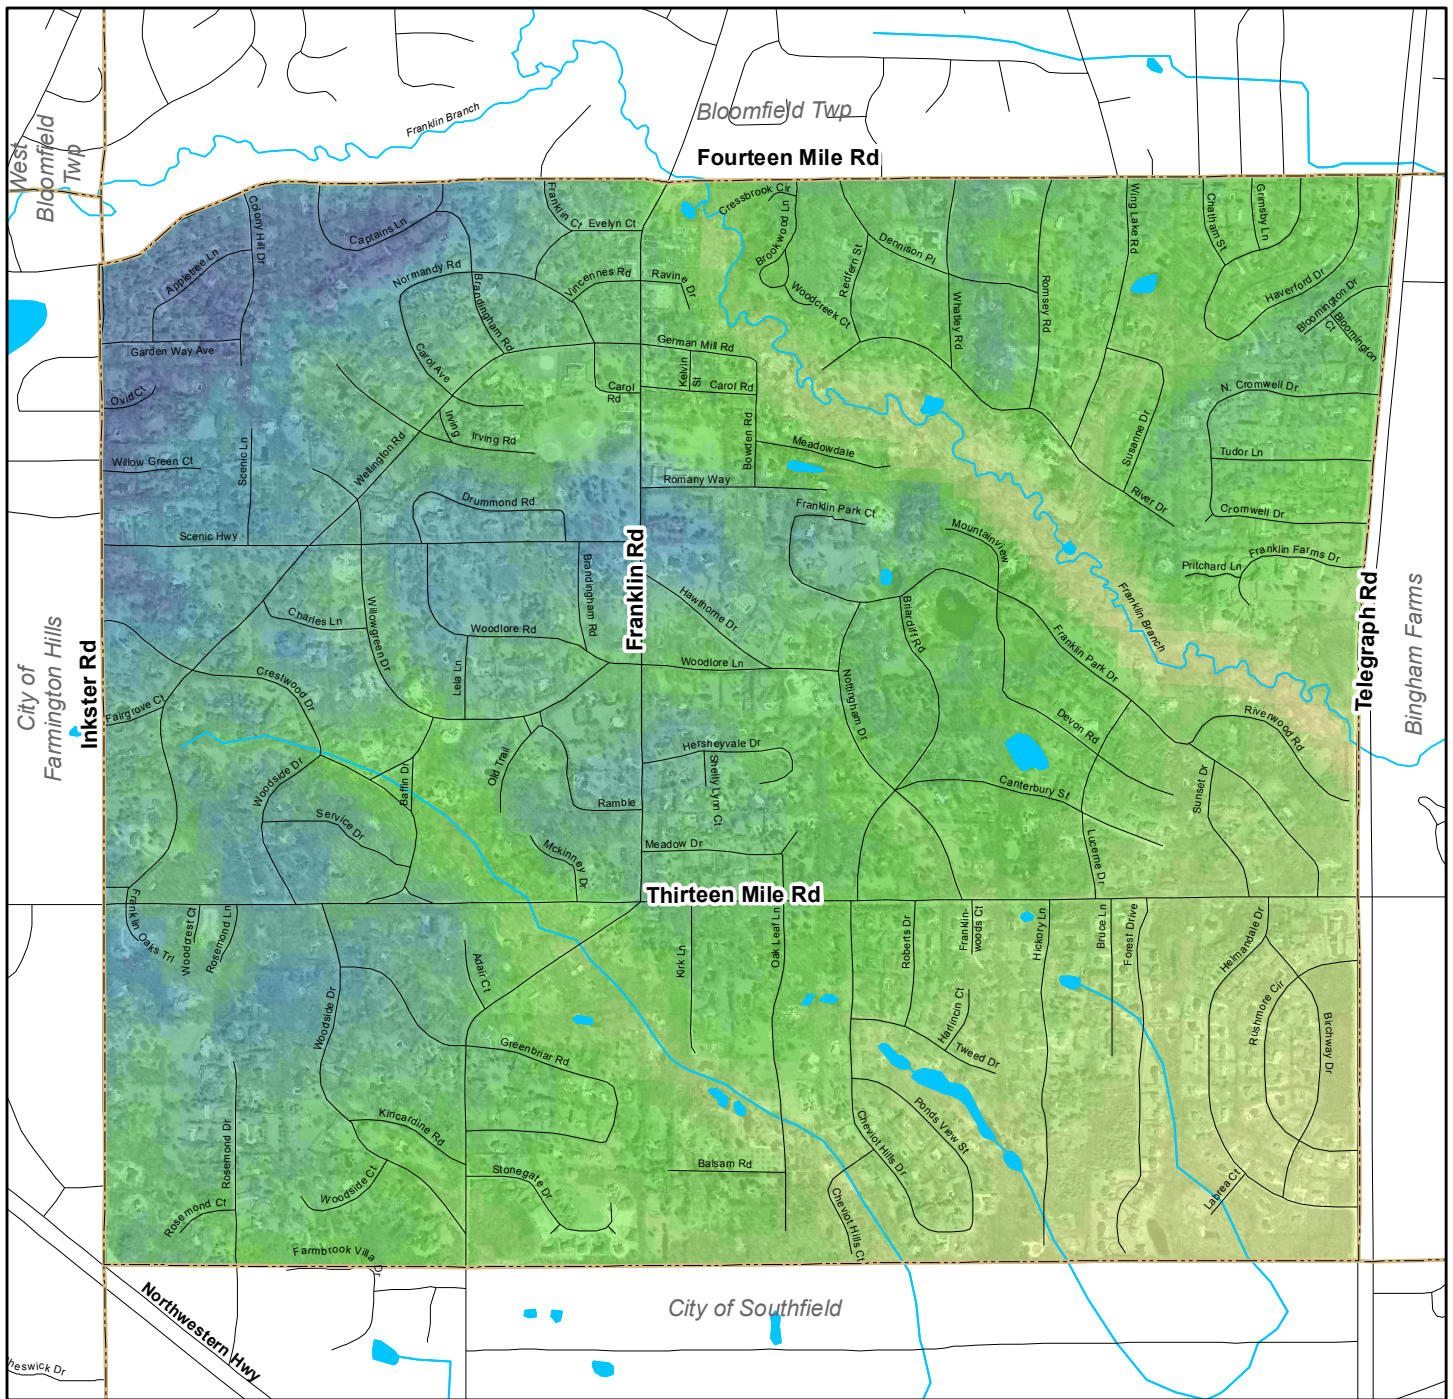 Franklin Branch
Bloomfield Twp
West
Bloomfield
Twp
Fourteen Mile Rd
Colony Hill Dr
Captains Ln
Appletree Ln
Franklin Ct
Evelyn Ct
Cressbrook Cir
Brookwood Ln
Woodcreek Ct
Redfern St
Dennison Pl
Whatley Rd
Romsey Rd
Wing Lake Rd
Chatham St
Grimsby Ln
Haverford Dr
Bloomington Dr
Bloomington
Ct
Normandy Rd
Brandingham Rd
Vincennes Rd
Ravine Dr
Garden Way Ave
Carol Ave
German Mill Rd
Kelvin
St
Carol Rd
Carol
Rd
Ovid Ct
Irving
Irving Rd
Bowden Rd
Meadowdale
Susanne Dr
N. Cromwell Dr
Tudor Ln
Willow Green Ct
Scenic Ln
Wellington Rd
Romany Way
Drummond Rd
Franklin Park Ct
River Dr
Cromwell Dr
Scenic Hwy
Franklin Rd
Brandingham Rd
Mountainview
Franklin Farms Dr
Pritchard Ln
Hawthorne Dr
Briardiff Rd
Franklin Branch
Telegraph Rd
Bingham Farms
City of
Farmington Hills
Inkster Rd
Charles Ln
Willowgreen Dr
Woodlore Rd
Lela Ln
Woodlore Ln
Nottingham Dr
Franklin Park Dr
Crestwood Dr
Fairgrove Ct
Devon Rd
Riverwood Rd
Hersheyvale Dr
Shelly Lynn Ct
Old Trail
Baffin Dr
Woodside Dr
Service Dr
Ramble
Canterbury St
Sunset Dr
Mckinney Dr
Meadow Dr
Lucerne Dr
Thirteen Mile Rd
Franklin Oaks Trl
Woodcrest Ct
Rosemond Ln
Adair Ct
Kirk Ln
Oak Leaf Ln
Roberts Dr
Franklin-
woods Ct
Hickory Ln
Bruce Ln
Forest Drive
Helmandale Dr
Rushmore Cir
Birchway Dr
Woodside Dr
Greenbriar Rd
Harlincin Ct
Tweed Dr
Kincardine Rd
Ponds View St
Cheviot Hills Dr
Rosemond Dr
Balsam Rd
Stonegate Dr
Woodside Ct
Rosemond Ct
Cheviot Hills Ct
Labrea Ct
Farmbrook Villa Dr
City of Southfield
Northwestern Hwy
heswick Dr